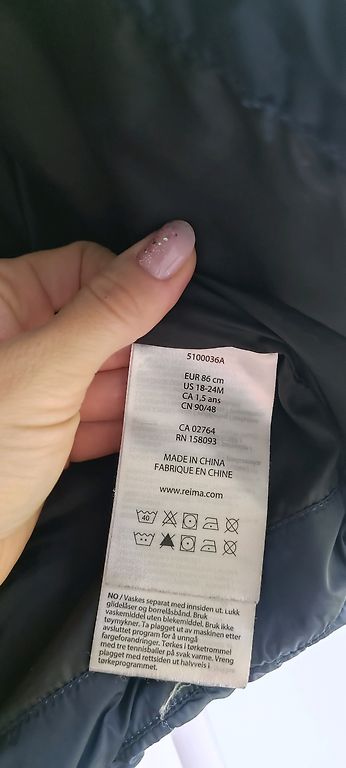 5100036A
EUR 86 cm
US 18-24M
CA 1,5 ans
CN 90/48
CA 02764
RN 158093
MADE IN CHINA
FABRIQUE EN CHINE
www.reima.com
40
NO / Vaskes separat med innsiden ut. Lukk
glidelåser og borrelåsbånd. Bruk
vaskemiddel uten blekemiddel. Bruk ikke
tøymykner. Ta plagget ut av maskinen etter
avsluttet program for å unngå
fargeforandringer. Tørkes i tørketrommel
med tre tennisballer på svak varme. Vreng
plagget med rettsiden ut halvveis i
tørkeprogrammet.